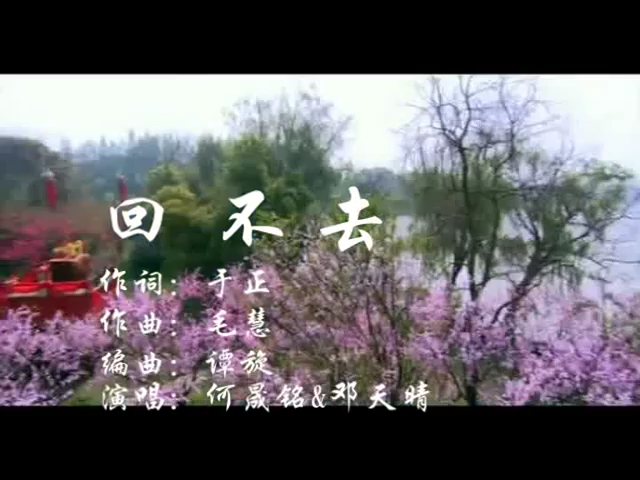 回不去
作词：于正
作曲：毛慧
编曲：谭旋
演唱：何晟铭&邓天晴